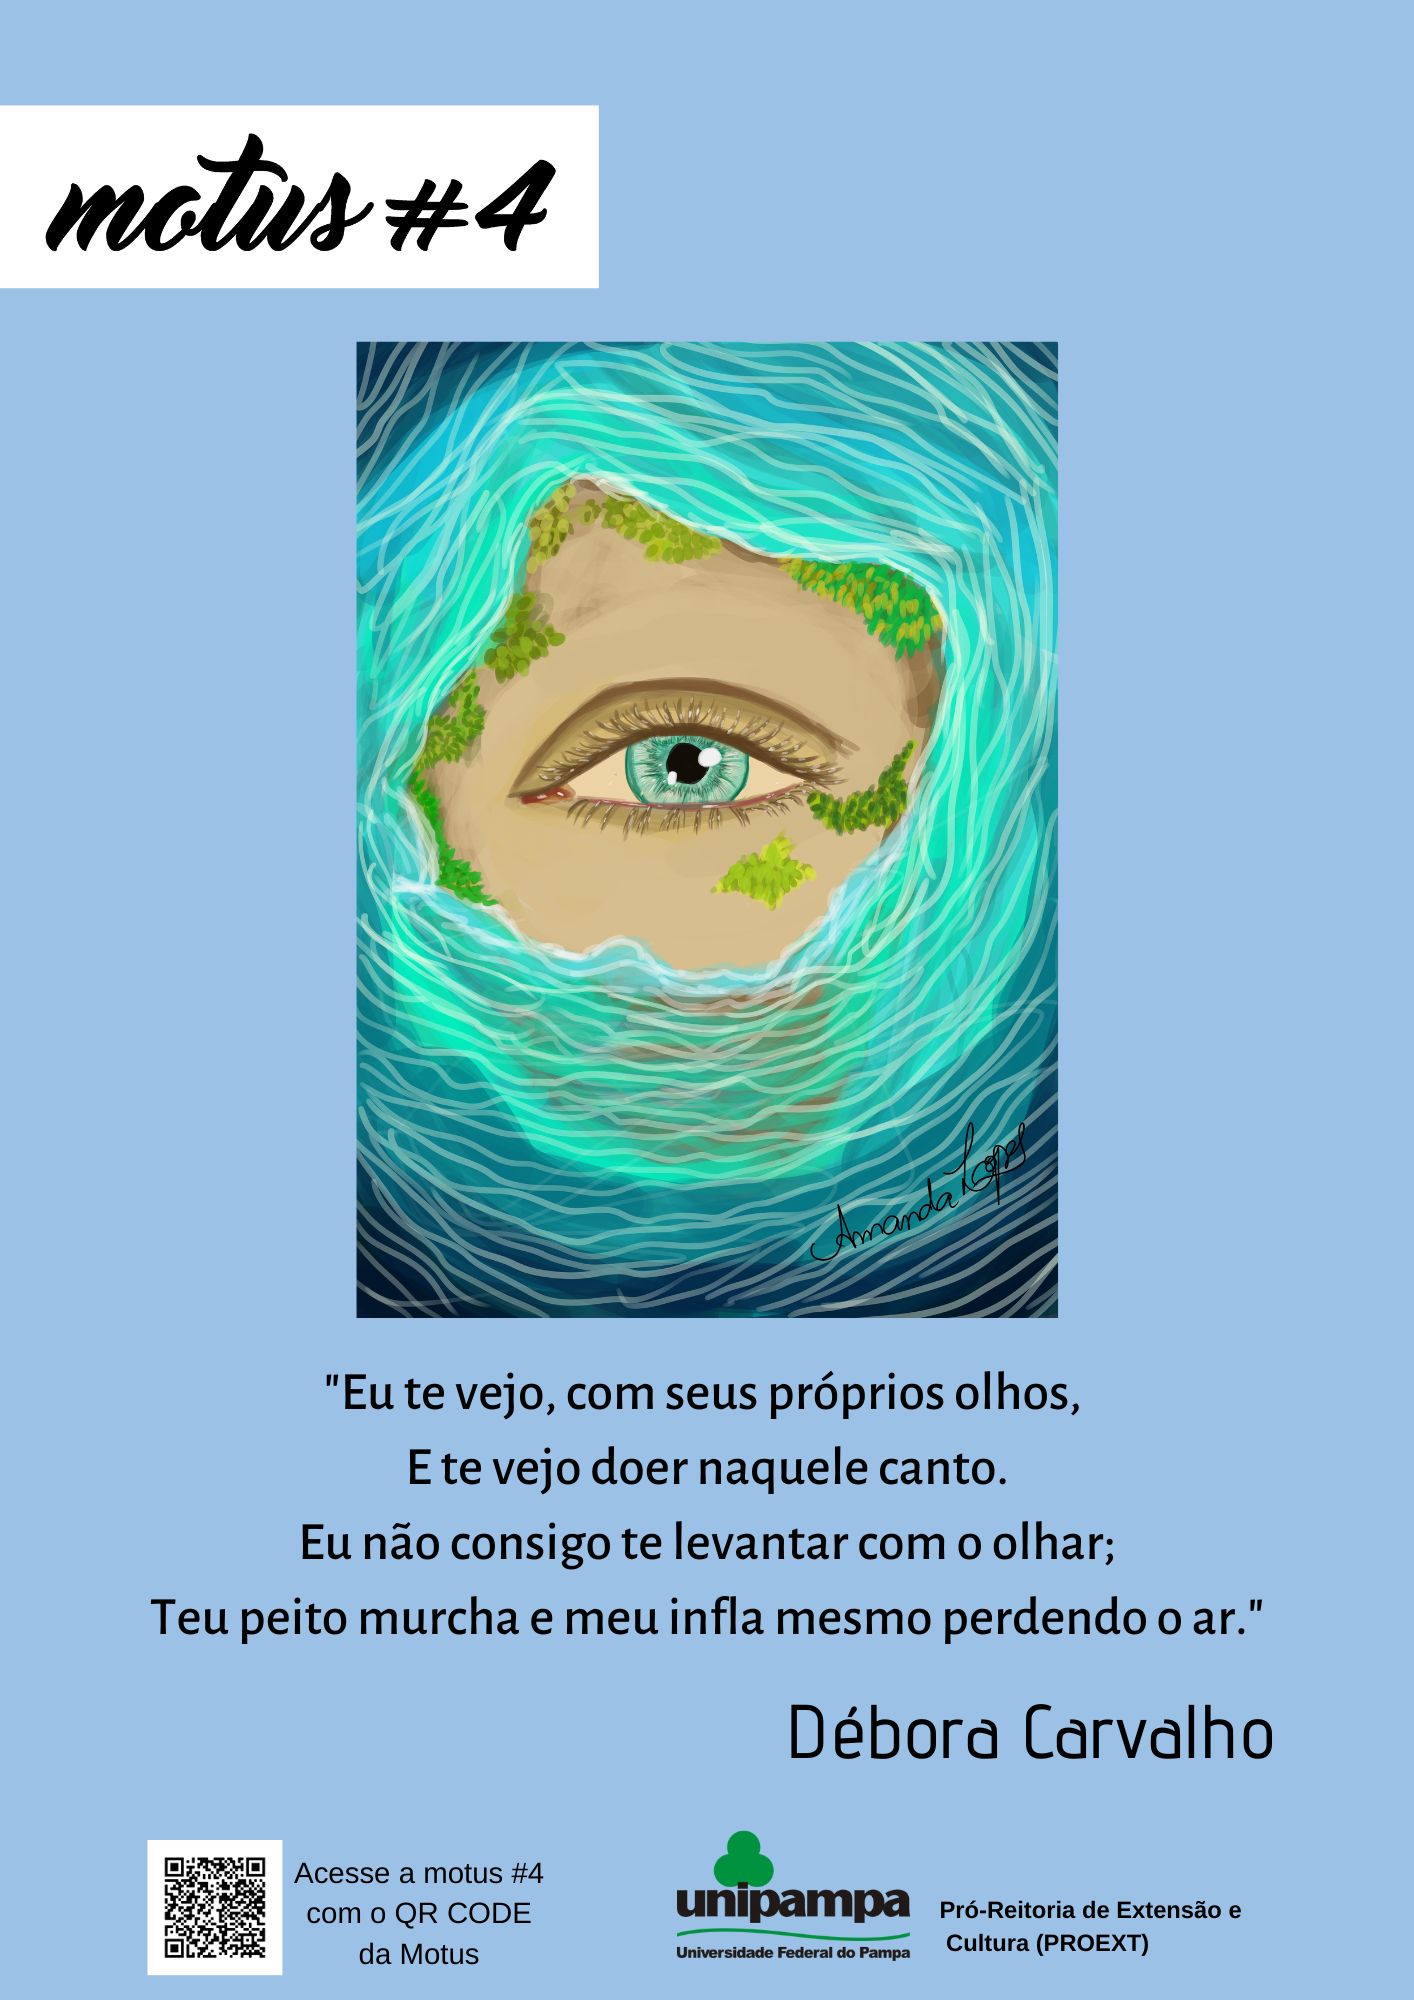 motus #4
Amanda Lopes
"Eu te vejo, com seus próprios olhos,
E te vejo doer naquele canto.
Eu não consigo te levantar com o olhar;
Teu peito murcha e meu infla mesmo perdendo o ar."
Débora Carvalho
Acesse a motus #4
com o QR CODE
da Motus
unipampa
Universidade Federal do Pampa
Pró-Reitoria de Extensão e
Cultura (PROEXT)